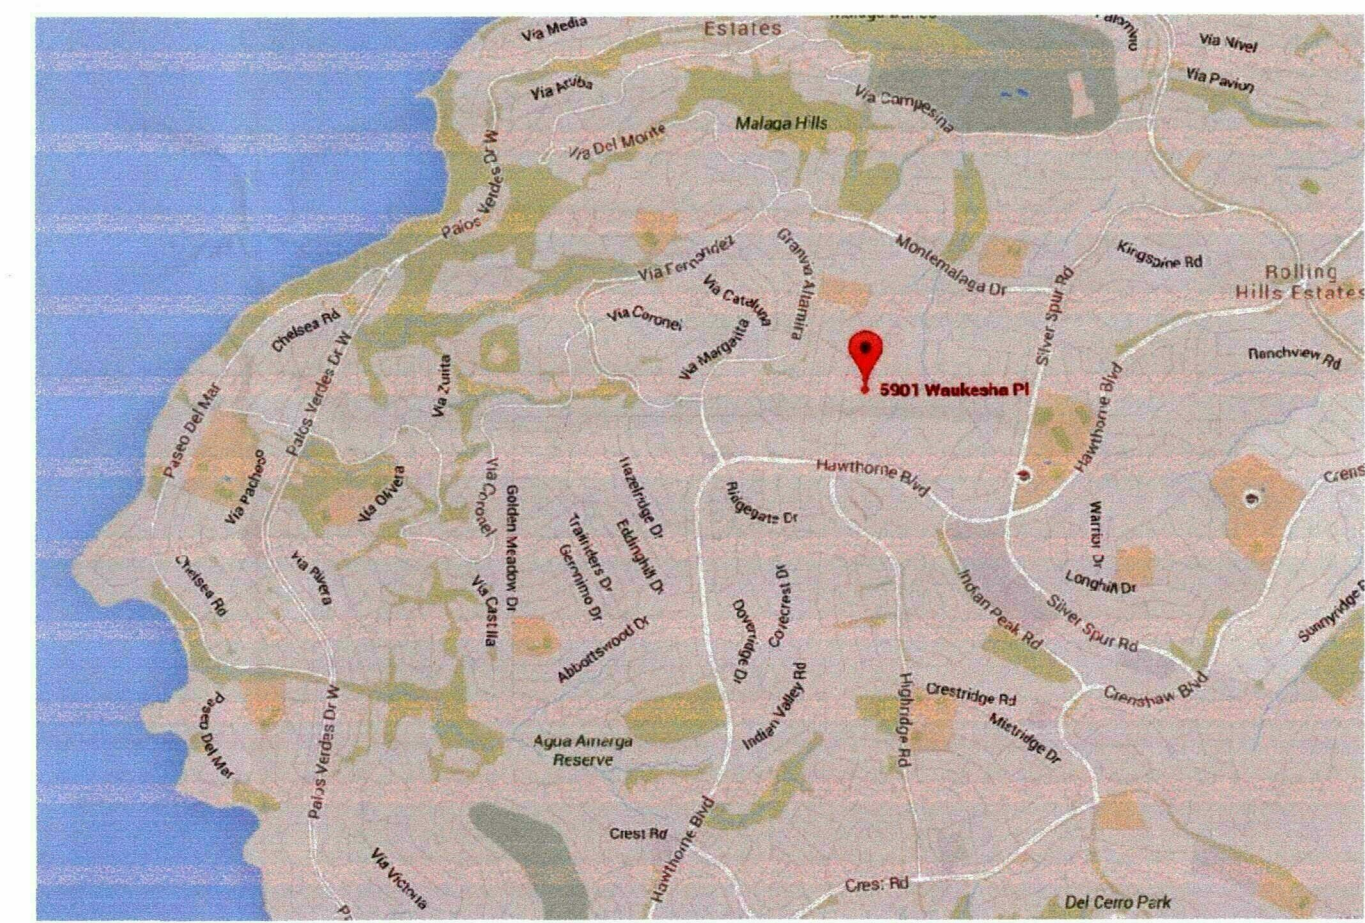 Via Media
Estates
Palomino
Via Nivel
Via Pavion
Via Aruba
Via Campesina
Malaga Hills
Via Del Monte
Palos Verdes Dr W
Kingspine Rd
Rolling
Hills Estates
Montemalaga Dr
Granvia Altamira
Via Fernandez
Via Cataluna
Via Coronel
Via Margarita
Silver Spur Rd
Chelsea Rd
Palos Verdes Dr W
Via Zurita
Ranchview Rd
5901 Waukesha Pl
Hawthorne Blvd
Paseo Del Mar
Via Pacheco
Via Olivera
Via Coronel
Golden Meadow Dr
Hazelridge Dr
Eddinghill Dr
Trailriders Dr
Geronimo Dr
Ridgegate Dr
Hawthorne Blvd
Warrior Dr
Longhill Dr
Chelsea Rd
Via Rivera
Via Castilla
Abbottswood Dr
Doveridge Dr
Covecrest Dr
Indian Peak Rd
Silver Spur Rd
Crenshaw Blvd
Paseo Del Mar
Palos Verdes Dr W
Indian Valley Rd
Highridge Rd
Crestridge Rd
Mistridge Dr
Agua Amarga
Reserve
Crest Rd
Hawthorne Blvd
Via Victoria
Crest Rd
Del Cerro Park